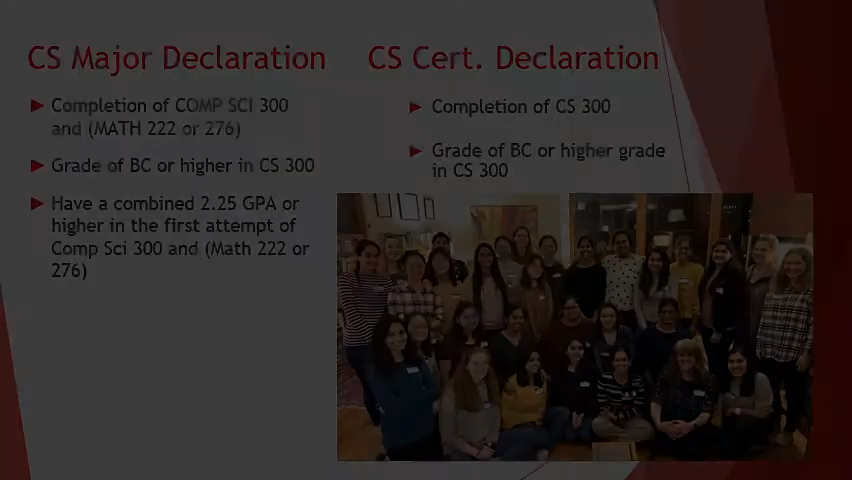 CS Major Declaration
Completion of COMP SCI 300
and (MATH 222 or 276)
Grade of BC or higher in CS 300
Have a combined 2.25 GPA or
higher in the first attempt of
Comp Sci 300 and (Math 222 or
276)
CS Cert. Declaration
Completion of CS 300
Grade of BC or higher grade
in CS 300